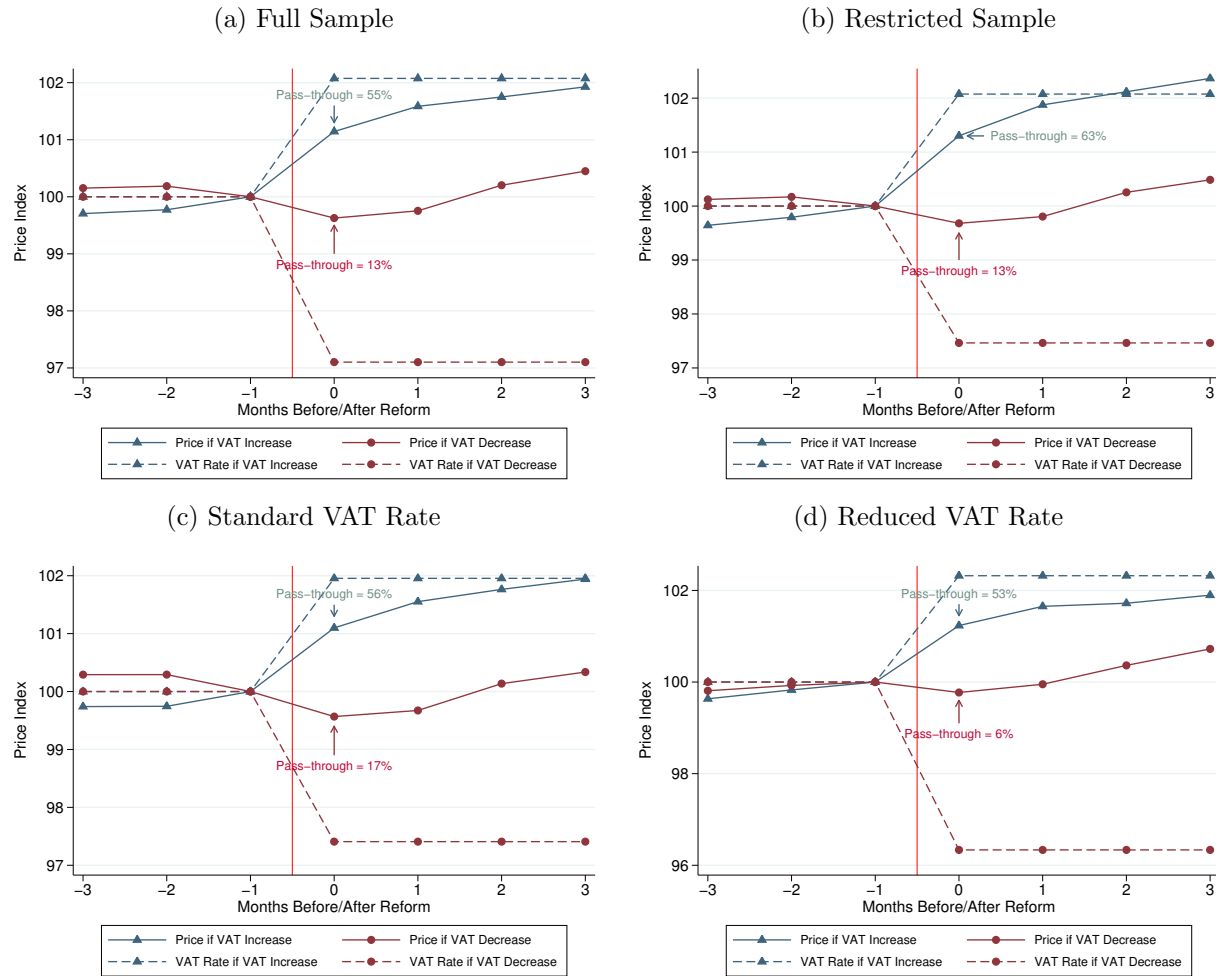 (a) Full Sample
102
101
100
99
98
97
Price Index
Pass−through = 55%
Pass−through = 13%
−3 −2 −1 0 1 2 3
Months Before/After Reform
Price if VAT Increase Price if VAT Decrease
VAT Rate if VAT Increase VAT Rate if VAT Decrease
(b) Restricted Sample
102
101
100
99
98
97
Price Index
Pass−through = 63%
Pass−through = 13%
−3 −2 −1 0 1 2 3
Months Before/After Reform
Price if VAT Increase Price if VAT Decrease
VAT Rate if VAT Increase VAT Rate if VAT Decrease
(c) Standard VAT Rate
102
101
100
99
98
97
Price Index
Pass−through = 56%
Pass−through = 17%
−3 −2 −1 0 1 2 3
Months Before/After Reform
Price if VAT Increase Price if VAT Decrease
VAT Rate if VAT Increase VAT Rate if VAT Decrease
(d) Reduced VAT Rate
102
100
98
96
Price Index
Pass−through = 53%
Pass−through = 6%
−3 −2 −1 0 1 2 3
Months Before/After Reform
Price if VAT Increase Price if VAT Decrease
VAT Rate if VAT Increase VAT Rate if VAT Decrease